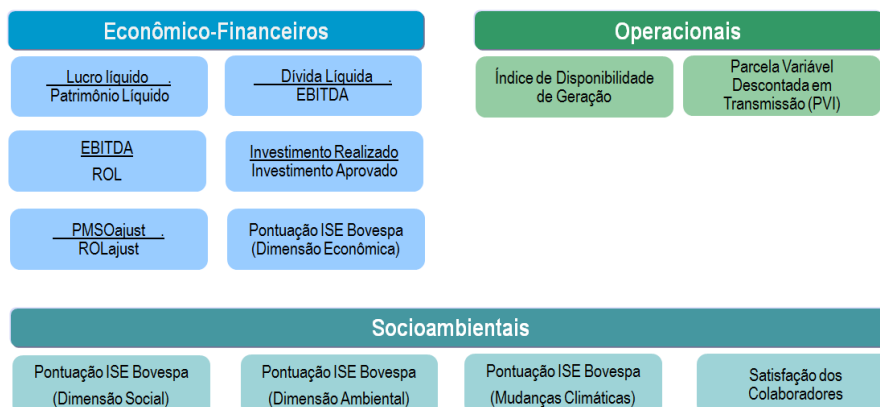 Econômico-Financeiros
Lucro líquido .
Patrimônio Líquido
Dívida Líquida .
EBITDA
EBITDA
ROL
Investimento Realizado
Investimento Aprovado
PMSOajust .
ROLajust
Pontuação ISE Bovespa
(Dimensão Econômica)
Operacionais
Índice de Disponibilidade
de Geração
Parcela Variável
Descontada em
Transmissão (PVI)
Socioambientais
Pontuação ISE Bovespa
(Dimensão Social)
Pontuação ISE Bovespa
(Dimensão Ambiental)
Pontuação ISE Bovespa
(Mudanças Climáticas)
Satisfação dos
Colaboradores